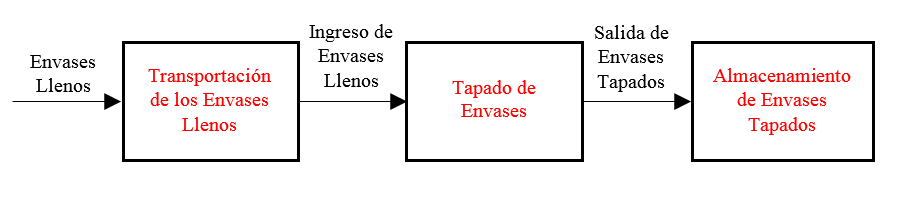 Envases
Llenos
Transportación
de los Envases
Llenos
Ingreso de
Envases
Llenos
Tapado de
Envases
Salida de
Envases
Tapados
Almacenamiento
de Envases
Tapados